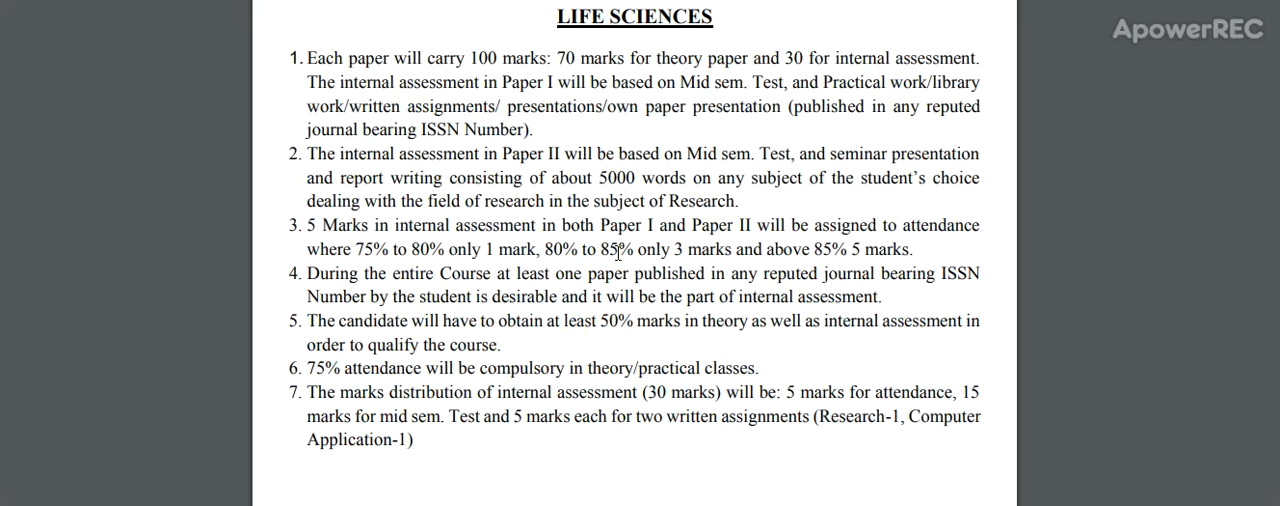 LIFE SCIENCES
ApowerREC
1. Each paper will carry 100 marks: 70 marks for theory paper and 30 for internal assessment.
The internal assessment in Paper I will be based on Mid sem. Test, and Practical work/library
work/written assignments/ presentations/own paper presentation (published in any reputed
journal bearing ISSN Number).
2. The internal assessment in Paper II will be based on Mid sem. Test, and seminar presentation
and report writing consisting of about 5000 words on any subject of the student’s choice
dealing with the field of research in the subject of Research.
3. 5 Marks in internal assessment in both Paper I and Paper II will be assigned to attendance
where 75% to 80% only 1 mark, 80% to 85% only 3 marks and above 85% 5 marks.
4. During the entire Course at least one paper published in any reputed journal bearing ISSN
Number by the student is desirable and it will be the part of internal assessment.
5. The candidate will have to obtain at least 50% marks in theory as well as internal assessment in
order to qualify the course.
6. 75% attendance will be compulsory in theory/practical classes.
7. The marks distribution of internal assessment (30 marks) will be: 5 marks for attendance, 15
marks for mid sem. Test and 5 marks each for two written assignments (Research-1, Computer
Application-1)